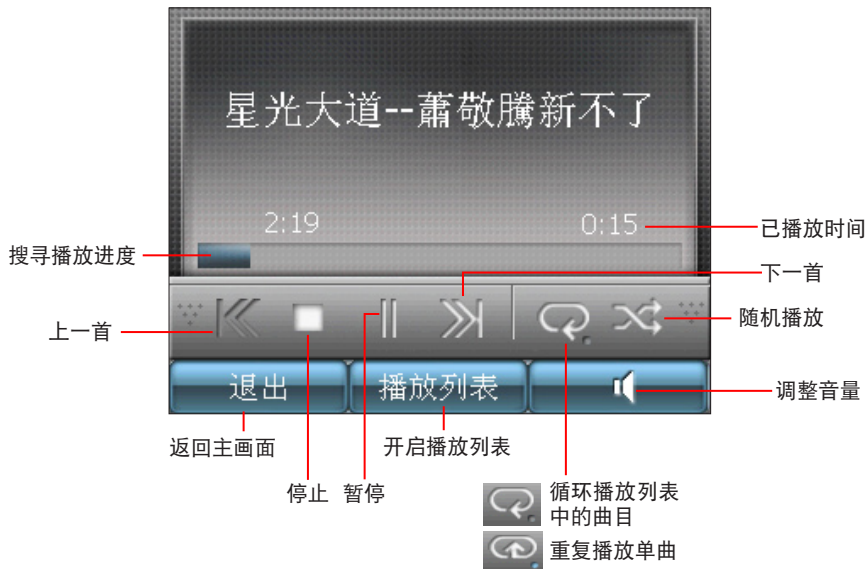 星光大道--蕭敬騰新不了
2:19
0:15
已播放时间
搜寻播放进度
下一首
上一首
随机播放
退出
播放列表
调整音量
返回主画面
开启播放列表
停止
暂停
循环播放列表
中的曲目
重复播放单曲